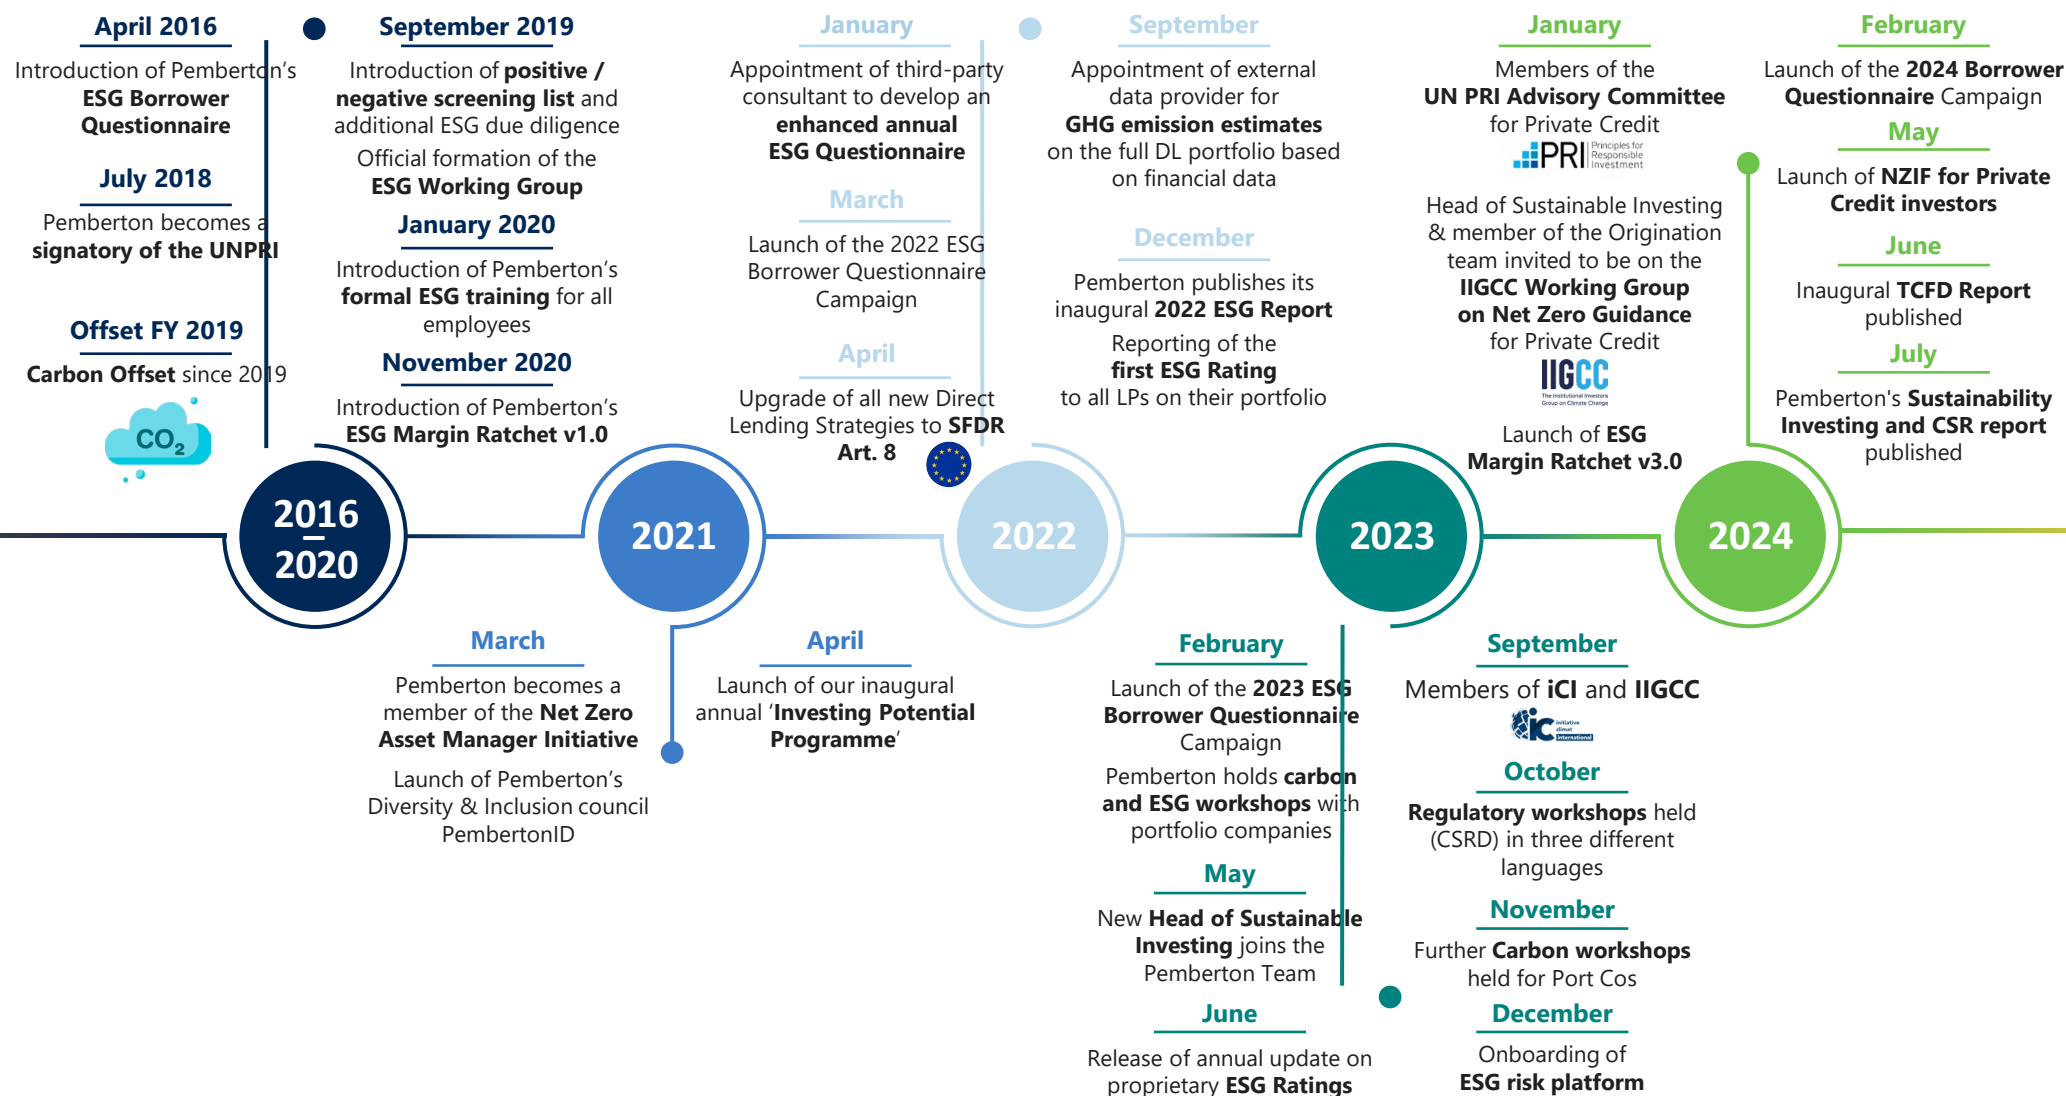 April 2016
Introduction of Pemberton’s
ESG Borrower
Questionnaire
July 2018
Pemberton becomes a
signatory of the UNPRI
Offset FY 2019
Carbon Offset since 2019
CO2
September 2019
Introduction of positive /
negative screening list and
additional ESG due diligence
Official formation of the
ESG Working Group
January 2020
Introduction of Pemberton’s
formal ESG training for all
employees
November 2020
Introduction of Pemberton’s
ESG Margin Ratchet v1.0
2016
–
2020
March
Pemberton becomes a
member of the Net Zero
Asset Manager Initiative
Launch of Pemberton’s
Diversity & Inclusion council
PembertonID
2021
April
Launch of our inaugural
annual ‘Investing Potential
Programme’
January
Appointment of third-party
consultant to develop an
enhanced annual
ESG Questionnaire
March
Launch of the 2022 ESG
Borrower Questionnaire
Campaign
April
Upgrade of all new Direct
Lending Strategies to SFDR
Art. 8
2022
September
Appointment of external
data provider for
GHG emission estimates
on the full DL portfolio based
on financial data
December
Pemberton publishes its
inaugural 2022 ESG Report
Reporting of the
first ESG Rating
to all LPs on their portfolio
February
Launch of the 2023 ESG
Borrower Questionnaire
Campaign
Pemberton holds carbon
and ESG workshops with
portfolio companies
May
New Head of Sustainable
Investing joins the
Pemberton Team
June
Release of annual update on
proprietary ESG Ratings
2023
September
Members of iCI and IIGCC
iC initiative
climat
international
October
Regulatory workshops held
(CSRD) in three different
languages
November
Further Carbon workshops
held for Port Cos
December
Onboarding of
ESG risk platform
January
Members of the
UN PRI Advisory Committee
for Private Credit
PRI Principles for
Responsible
Investment
Head of Sustainable Investing
& member of the Origination
team invited to be on the
IIGCC Working Group
on Net Zero Guidance
for Private Credit
IIGCC
The Institutional Investors
Group on Climate Change
Launch of ESG
Margin Ratchet v3.0
2024
February
Launch of the 2024 Borrower
Questionnaire Campaign
May
Launch of NZIF for Private
Credit investors
June
Inaugural TCFD Report
published
July
Pemberton's Sustainability
Investing and CSR report
published